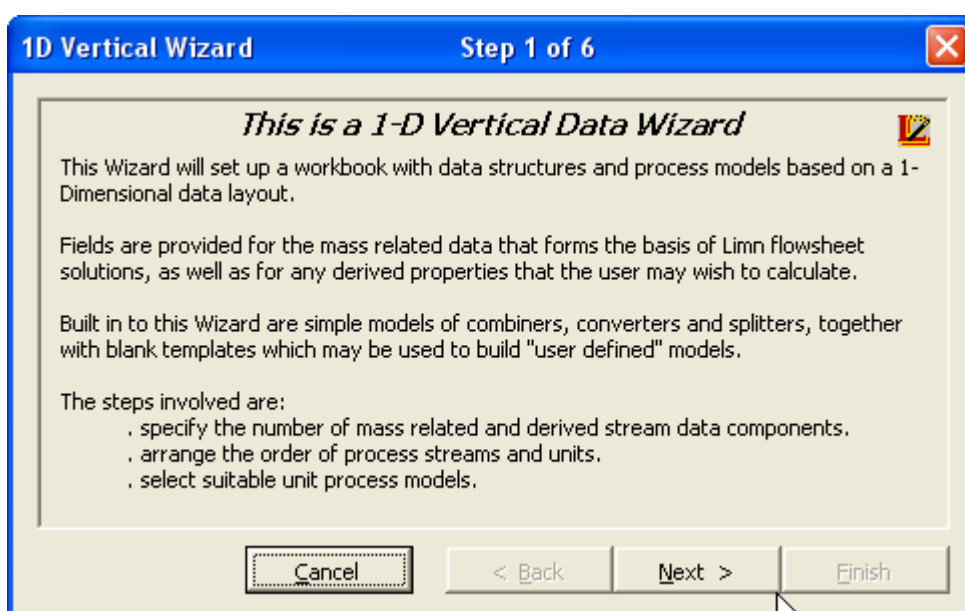 1D Vertical Wizard Step 1 of 6
This is a 1-D Vertical Data Wizard
This Wizard will set up a workbook with data structures and process models based on a 1-
Dimensional data layout.
Fields are provided for the mass related data that forms the basis of Limn flowsheet
solutions, as well as for any derived properties that the user may wish to calculate.
Built in to this Wizard are simple models of combiners, converters and splitters, together
with blank templates which may be used to build "user defined" models.
The steps involved are:
. specify the number of mass related and derived stream data components.
. arrange the order of process streams and units.
. select suitable unit process models.
Cancel < Back Next > Finish